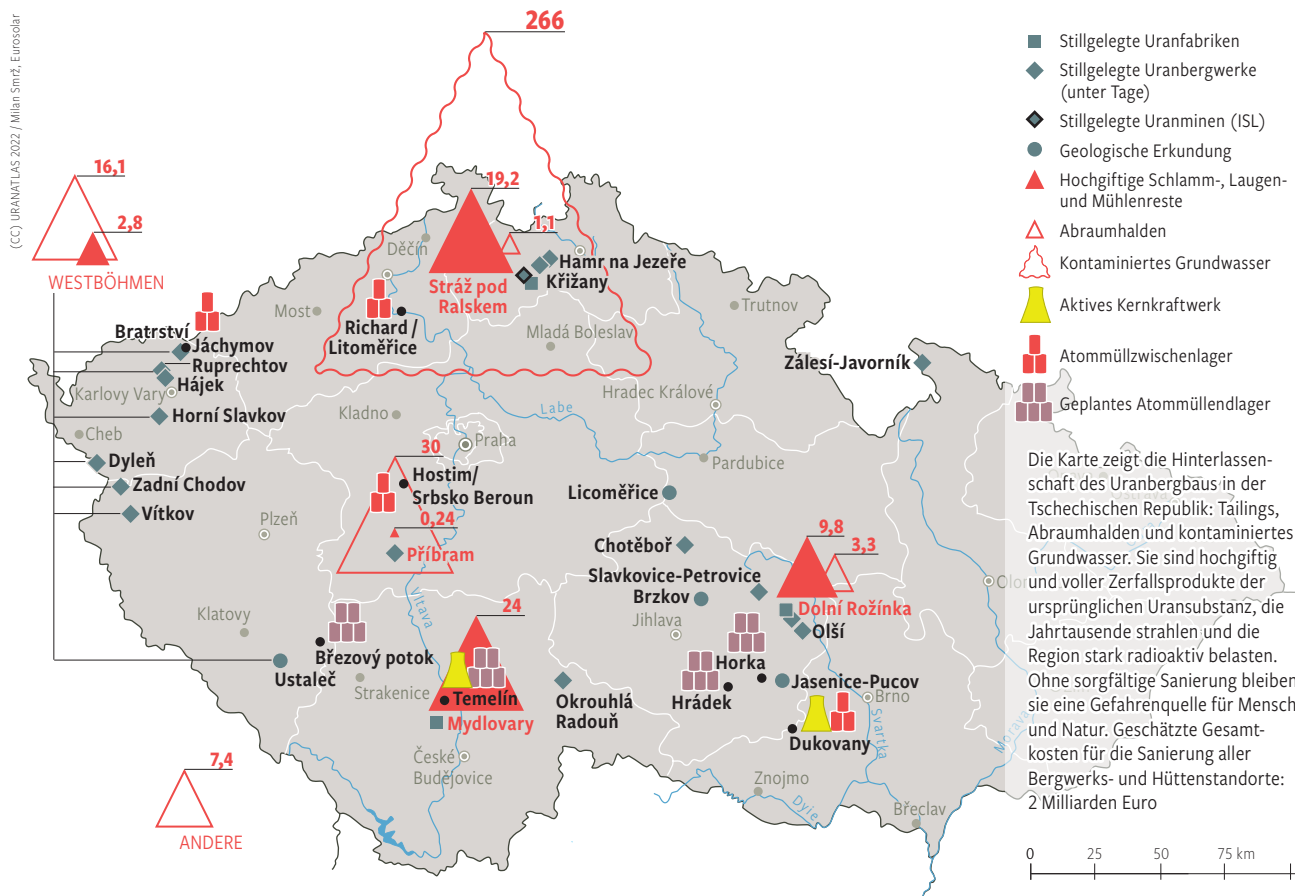 (CC) URANATLAS 2022 / Milan Smrž, Eurosolar
266
16,1
2,8
WESTBÖHMEN
19,2
1,1
Děčín
Stráž pod
Ralskem
Hamr na Jezeře
Křižany
Most
Richard /
Litoměřice
Mladá Boleslav
Trutnov
Bratrství
Jáchymov
Ruprechtov
Hájek
Karlovy Vary
Horní Slavkov
Cheb
Dyleň
Zadní Chodov
Vítkov
Kladno
Labe
Hradec Králové
Zálesí-Javorník
Praha
Pardubice
30
Hostim/
Srbsko Beroun
0,24
Příbram
Plzeň
Licoměřice
Chotěboř
Slavkovice-Petrovice
Brzkov
Jihlava
9,8
3,3
Dolní Rožínka
Olší
Klatovy
Vltava
24
Březový potok
Ustaleč
Strakenice
Temelín
Mydlovary
Okrouhlá
Radouň
Horka
Hrádek
Jasenice-Pucov
Brno
Dukovany
Svartka
České
Budějovice
Znojmo
Dyje
Břeclav
Morava
7,4
ANDERE
Stillgelegte Uranfabriken
Stillgelegte Uranbergwerke
(unter Tage)
Stillgelegte Uranminen (ISL)
Geologische Erkundung
Hochgiftige Schlamm-, Laugen-
und Mühlenreste
Abraumhalden
Kontaminiertes Grundwasser
Aktives Kernkraftwerk
Atommüllzwischenlager
Geplantes Atommüllendlager
Die Karte zeigt die Hinterlassen-
schaft des Uranbergbaus in der
Tschechischen Republik: Tailings,
Abraumhalden und kontaminiertes
Grundwasser. Sie sind hochgiftig
und voller Zerfallsprodukte der
ursprünglichen Uransubstanz, die
Jahrtausende strahlen und die
Region stark radioaktiv belasten.
Ohne sorgfältige Sanierung bleiben
sie eine Gefahrenquelle für Mensch
und Natur. Geschätzte Gesamt-
kosten für die Sanierung aller
Bergwerks- und Hüttenstandorte:
2 Milliarden Euro
0 25 50 75 km